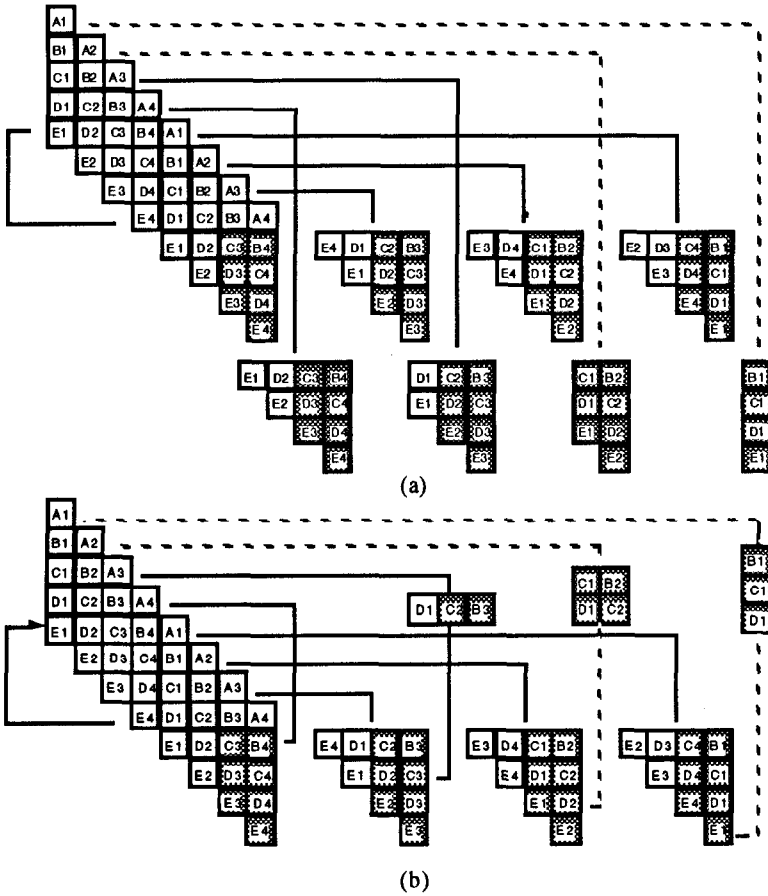 A1
B1 A2
C1 B2 A3
D1 C2 B3 A4
E1 D2 C3 B4 A1
E2 D3 C4 B1 A2
E3 D4 C1 B2 A3
E4 D1 C2 B3 A4
E1 D2 C3 B4 E4 D1 C2 B3 E3 D4 C1 B2 E2 D3 C4 B1
E2 D3 C4 E1 D2 C3 E4 D1 C2 E3 D4 C1
E3 D4 E2 D3 E1 D2 E4 D1
E4 E3 E2 E1
E1 D2 C3 B4 D1 C2 B3 C1 B2 B1
E2 D3 C4 E1 D2 C3 D1 C2 C1
E3 D4 E2 D3 E1 D2 D1
E4 E3 E2 E1
(a)
A1
B1 A2 B1
C1 B2 A3 C1 B2 C1
D1 C2 B3 A4 D1 C2 B3 D1 C2 D1
E1 D2 C3 B4 A1
E2 D3 C4 B1 A2
E3 D4 C1 B2 A3
E4 D1 C2 B3 A4
E1 D2 C3 B4 E4 D1 C2 B3 E3 D4 C1 B2 E2 D3 C4 B1
E2 D3 C4 E1 D2 C3 E4 D1 C2 E3 D4 C1
E3 D4 E2 D3 E1 D2 E4 D1
E4 E3 E2 E1
(b)